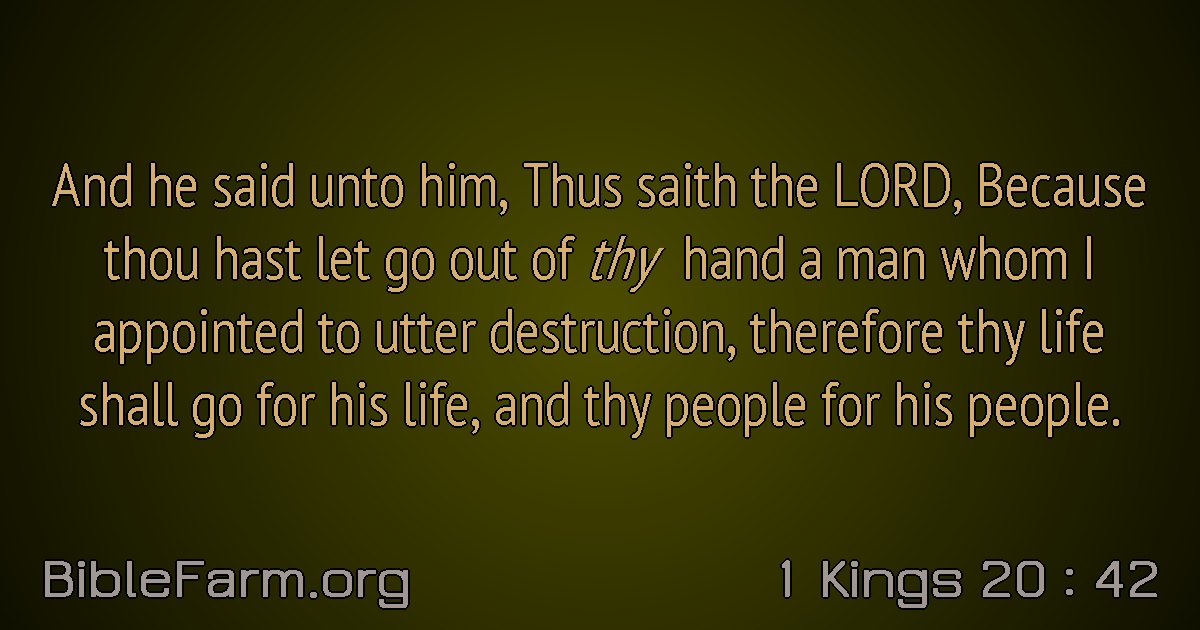 And he said unto him, Thus saith the LORD, Because
thou hast let go out of thy hand a man whom I
appointed to utter destruction, therefore thy life
shall go for his life, and thy people for his people.
BibleFarm.org
1 Kings 20 : 42